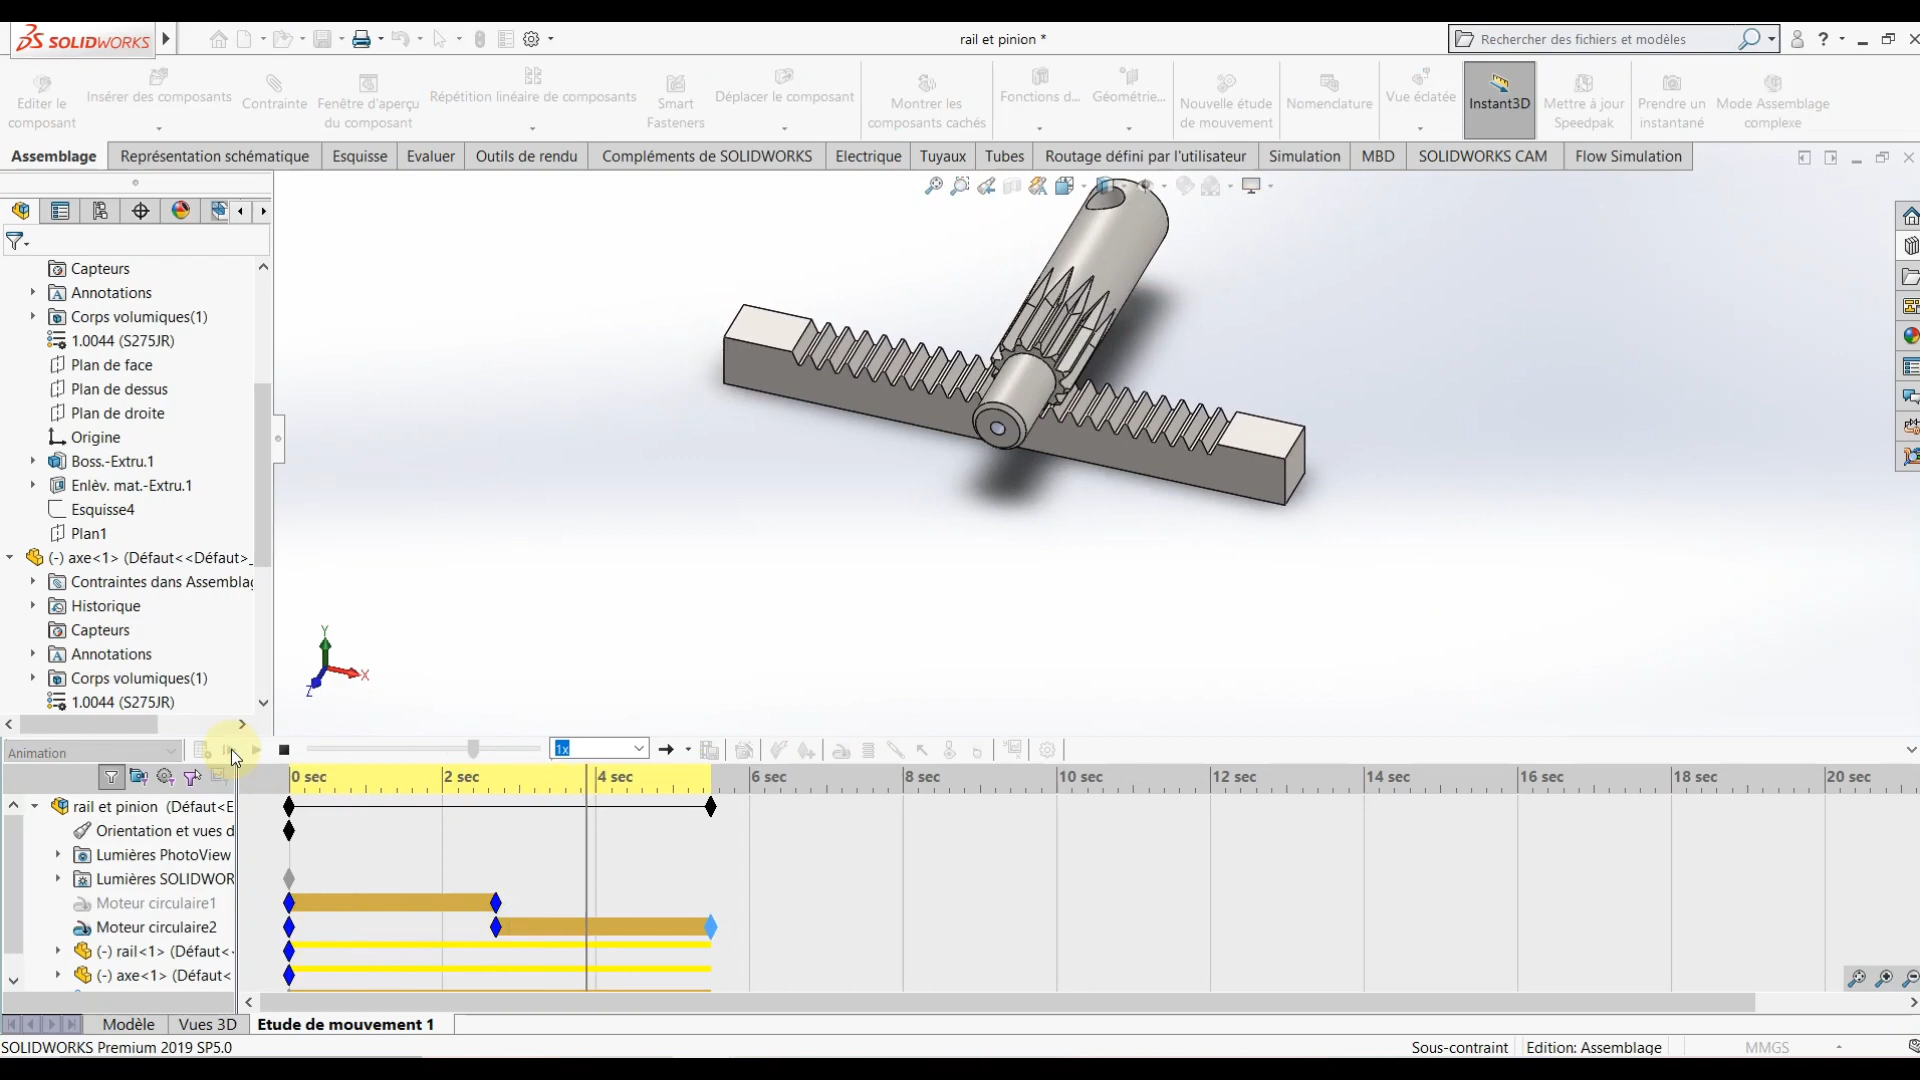 SOLIDWORKS
rail et pinion *
Rechercher des fichiers et modèles
?
Editer le composant
Insérer des composants
Contrainte
Fenêtre d'aperçu du composant
Répétition linéaire de composants
Smart Fasteners
Déplacer le composant
Montrer les composants cachés
Fonctions d...
Géométrie...
Nouvelle étude de mouvement
Nomenclature
Vue éclatée
Instant3D
Mettre à jour Speedpak
Prendre un instantané
Mode Assemblage complexe
Assemblage
Représentation schématique
Esquisse
Evaluer
Outils de rendu
Compléments de SOLIDWORKS
Electrique
Tuyaux
Tubes
Routage défini par l'utilisateur
Simulation
MBD
SOLIDWORKS CAM
Flow Simulation
Capteurs
Annotations
Corps volumiques(1)
1.0044 (S275JR)
Plan de face
Plan de dessus
Plan de droite
Origine
Boss.-Extru.1
Enlèv. mat.-Extru.1
Esquisse4
Plan1
(-) axe<1> (Défaut<<Défaut>_
Contraintes dans Assembla
Historique
Capteurs
Annotations
Corps volumiques(1)
1.0044 (S275JR)
Y
X
Z
Animation
1x
0 sec
2 sec
4 sec
6 sec
8 sec
10 sec
12 sec
14 sec
16 sec
18 sec
20 sec
rail et pinion (Défaut<E
Orientation et vues d
Lumières PhotoView
Lumières SOLIDWOR
Moteur circulaire1
Moteur circulaire2
(-) rail<1> (Défaut<
(-) axe<1> (Défaut<
Modèle
Vues 3D
Etude de mouvement 1
SOLIDWORKS Premium 2019 SP5.0
Sous-contraint
Edition: Assemblage
MMGS